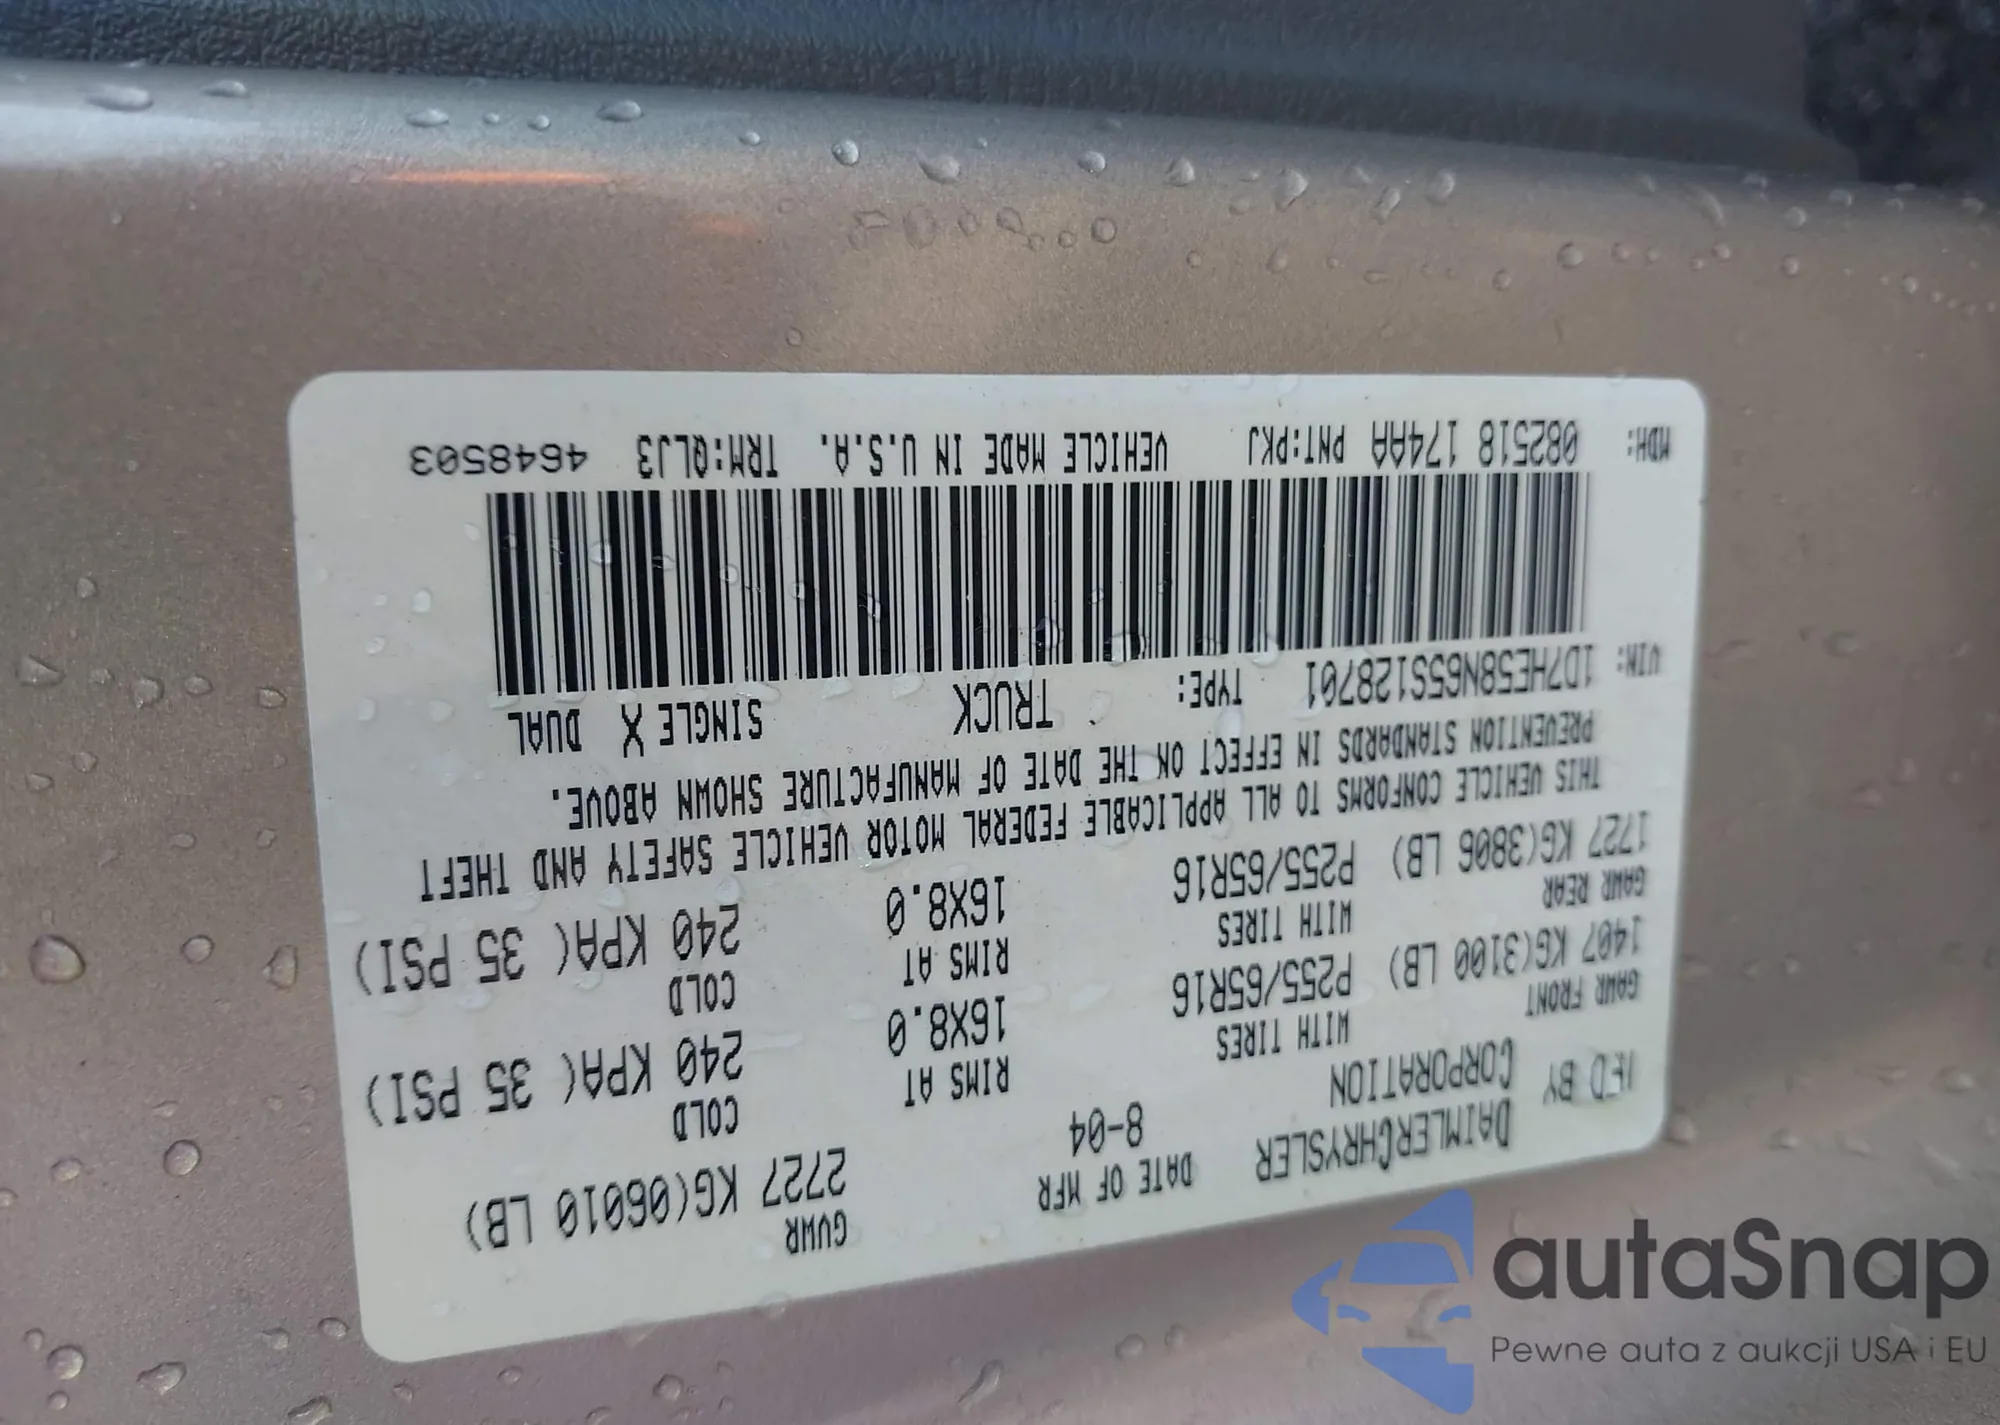 MFD BY DAIMLERCHRYSLER CORPORATION
DATE OF MFR 8-04
GVWR 2727 KG(06010 LB)
GAWR FRONT WITH TIRES RIMS AT COLD
1407 KG(3100 LB) P255/65R16 16X8.0 240 KPA( 35 PSI)
GAWR REAR WITH TIRES RIMS AT COLD
1727 KG(3806 LB) P255/65R16 16X8.0 240 KPA( 35 PSI)
THIS VEHICLE CONFORMS TO ALL APPLICABLE FEDERAL MOTOR VEHICLE SAFETY AND THEFT
PREVENTION STANDARDS IN EFFECT ON THE DATE OF MANUFACTURE SHOWN ABOVE.
VIN: 1D7HE58N65S128701 TYPE: TRUCK SINGLE X DUAL
MDH: 082518 174AA PNT:PKJ VEHICLE MADE IN U.S.A. TRM:QLJ3 4648503
autaSnap
Pewne auta z aukcji USA i EU